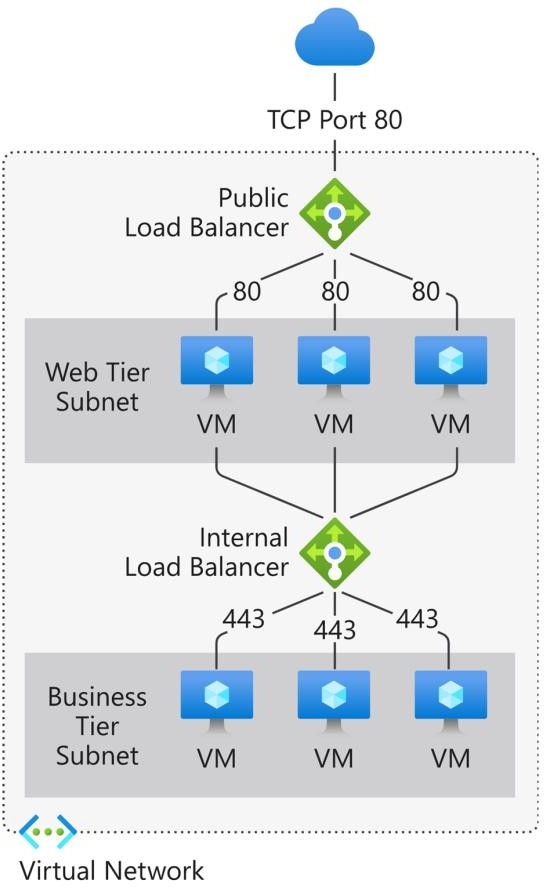 TCP Port 80
Public
Load Balancer
80
80
80
Web Tier
Subnet
VM
VM
VM
Internal
Load Balancer
443
443
443
Business
Tier
Subnet
VM
VM
VM
Virtual Network